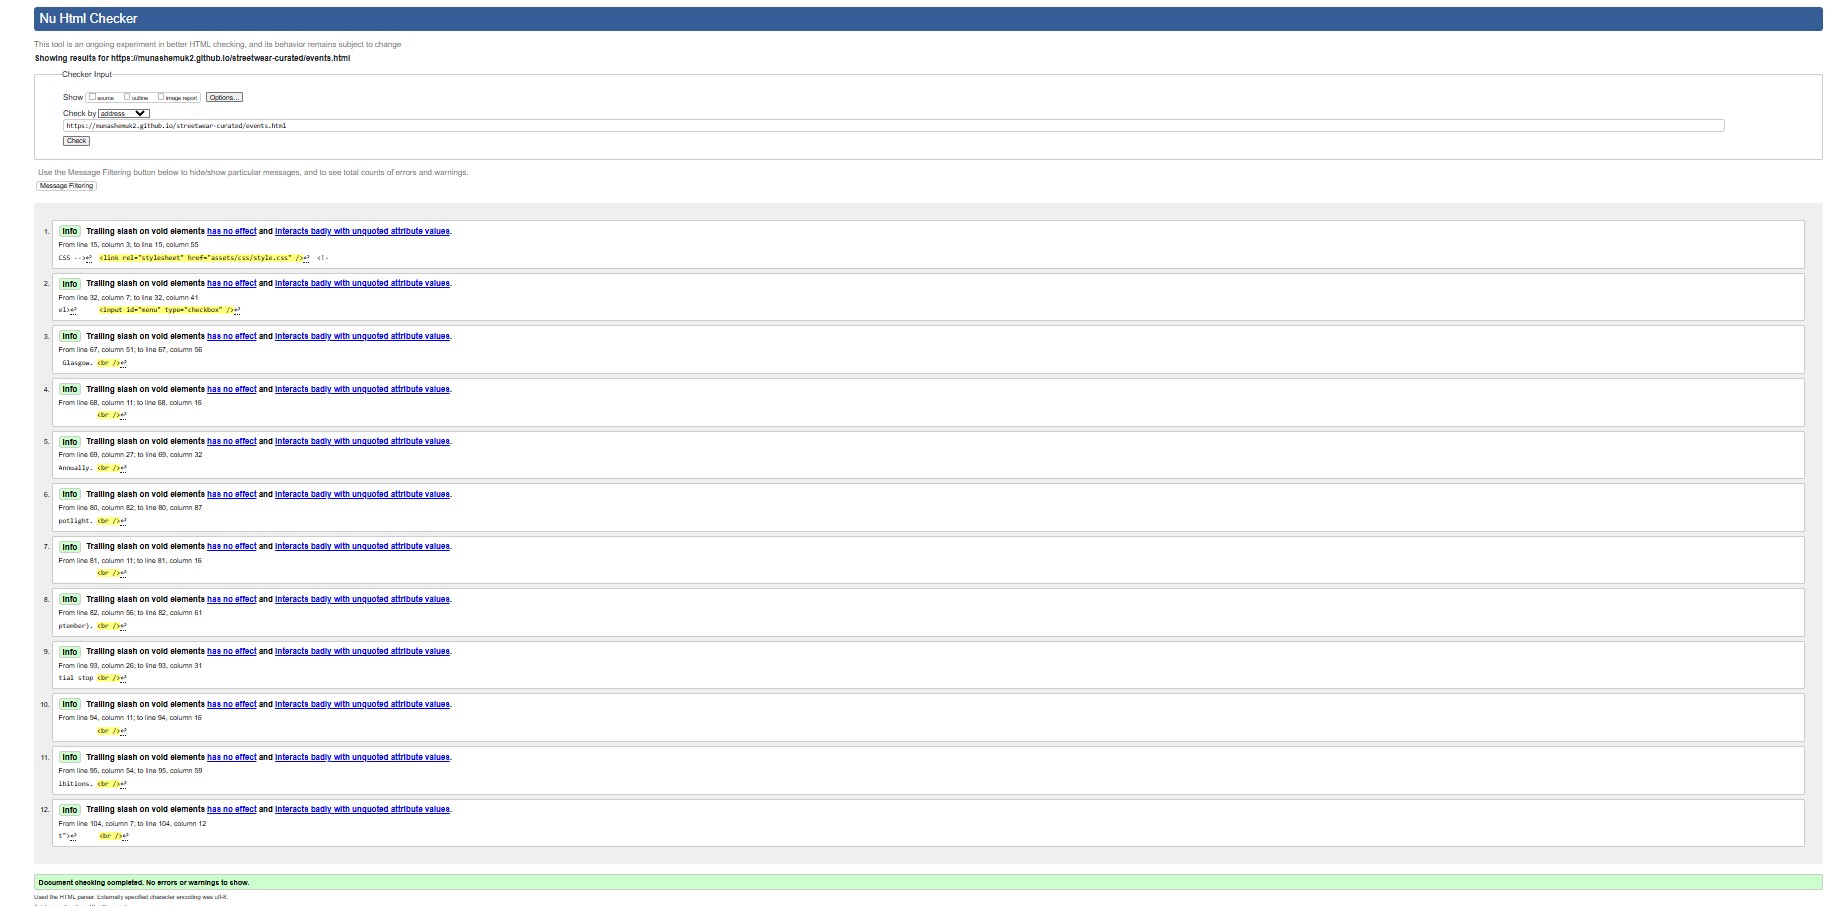 Nu Html Checker
This tool is an ongoing experiment in better HTML checking, and its behavior remains subject to change
Showing results for https://munashemuk2.github.io/streetwear-curated/events.html
Checker Input
Show source outline image report Options...
Check by address
https://munashemuk2.github.io/streetwear-curated/events.html
Check
Use the Message Filtering button below to hide/show particular messages, and to see total counts of errors and warnings.
Message Filtering
1. Info Trailing slash on void elements has no effect and interacts badly with unquoted attribute values.
From line 15, column 3; to line 15, column 55
CSS -->↩ <link rel="stylesheet" href="assets/css/style.css" />↩ <!-
2. Info Trailing slash on void elements has no effect and interacts badly with unquoted attribute values.
From line 32, column 7; to line 32, column 41
el>↩ <input id="menu" type="checkbox" />↩
3. Info Trailing slash on void elements has no effect and interacts badly with unquoted attribute values.
From line 67, column 51; to line 67, column 56
Glasgow. <br />↩
4. Info Trailing slash on void elements has no effect and interacts badly with unquoted attribute values.
From line 68, column 11; to line 68, column 16
<br />↩
5. Info Trailing slash on void elements has no effect and interacts badly with unquoted attribute values.
From line 69, column 27; to line 69, column 32
Annually. <br />↩
6. Info Trailing slash on void elements has no effect and interacts badly with unquoted attribute values.
From line 80, column 82; to line 80, column 87
potlight. <br />↩
7. Info Trailing slash on void elements has no effect and interacts badly with unquoted attribute values.
From line 81, column 11; to line 81, column 16
<br />↩
8. Info Trailing slash on void elements has no effect and interacts badly with unquoted attribute values.
From line 82, column 56; to line 82, column 61
ptember). <br />↩
9. Info Trailing slash on void elements has no effect and interacts badly with unquoted attribute values.
From line 93, column 26; to line 93, column 31
tial stop <br />↩
10. Info Trailing slash on void elements has no effect and interacts badly with unquoted attribute values.
From line 94, column 11; to line 94, column 16
<br />↩
11. Info Trailing slash on void elements has no effect and interacts badly with unquoted attribute values.
From line 95, column 54; to line 95, column 59
ibitions. <br />↩
12. Info Trailing slash on void elements has no effect and interacts badly with unquoted attribute values.
From line 104, column 7; to line 104, column 12
t">↩ <br />↩
Document checking completed. No errors or warnings to show.
Used the HTML parser. Externally specified character encoding was utf-8.